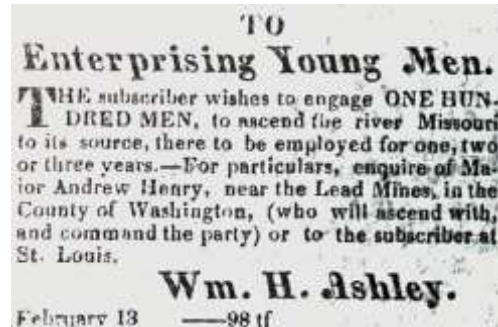 TO
Enterprising Young Men.
THE subscriber wishes to engage ONE HUN-
DRED MEN, to ascend the river Missouri
to its source, there to be employed for one, two
or three years.—For particulars, enquire of Ma-
jor Andrew Henry, near the Lead Mines, in the
County of Washington, (who will ascend with,
and command the party) or to the subscriber at
St. Louis.
Wm. H. Ashley.
February 13 ——98 tf